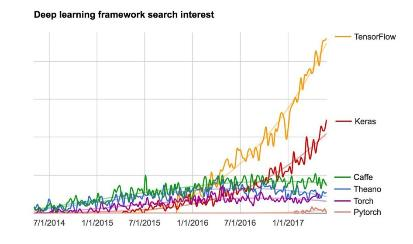 Deep learning framework search interest
TensorFlow
Keras
Caffe
Theano
Torch
Pytorch
7/1/2014 1/1/2015 7/1/2015 1/1/2016 7/1/2016 1/1/2017